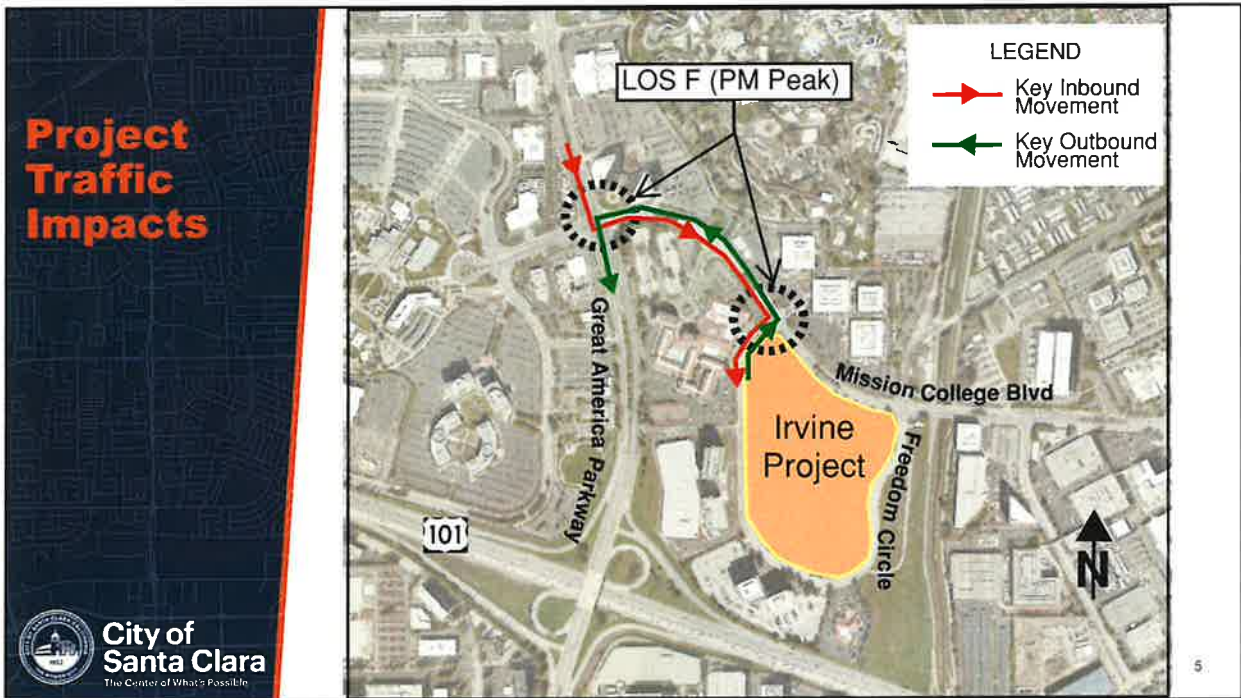 Project
Traffic
Impacts
LOS F (PM Peak)
LEGEND
Key Inbound
Movement
Key Outbound
Movement
Great America Parkway
Mission College Blvd
Irvine
Project
Freedom Circle
101
N
City of
Santa Clara
The Center of What's Possible
5